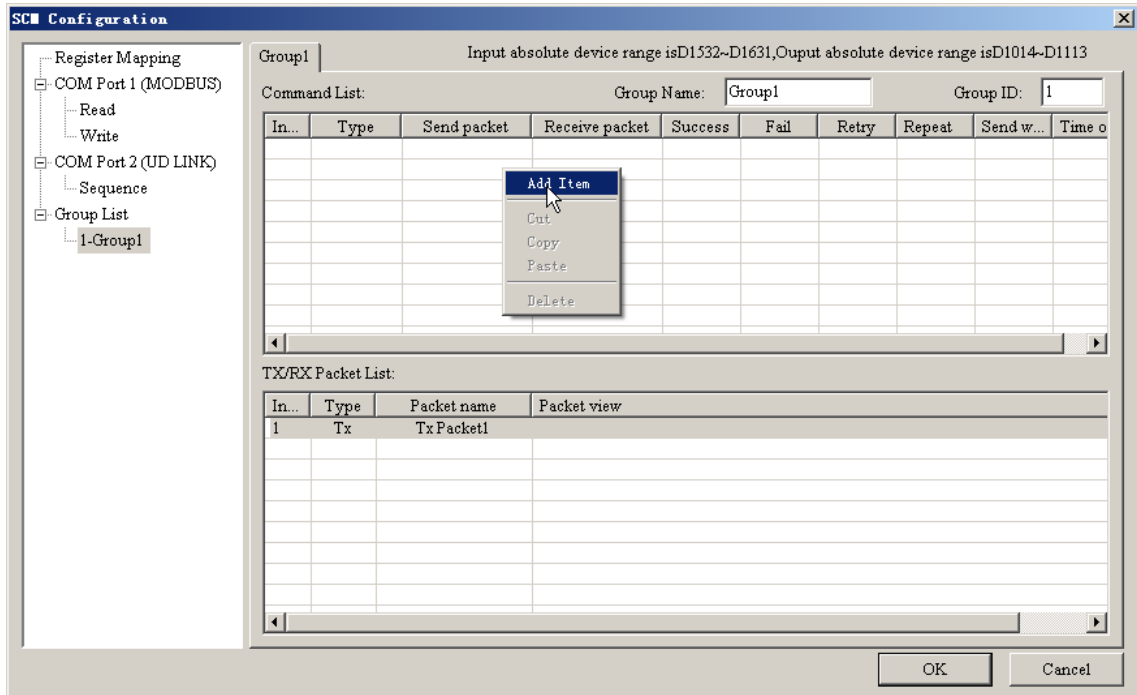 SCM Configuration
Register Mapping
COM Port 1 (MODBUS)
Read
Write
COM Port 2 (UD LINK)
Sequence
Group List
1-Group1
Group1
Input absolute device range isD1532~D1631,Ouput absolute device range isD1014~D1113
Command List: Group Name: Group1 Group ID: 1
In... Type Send packet Receive packet Success Fail Retry Repeat Send w... Time o
Add Item
Cut
Copy
Paste
Delete
TX/RX Packet List:
In... Type Packet name Packet view
1 Tx Tx Packet1
OK Cancel